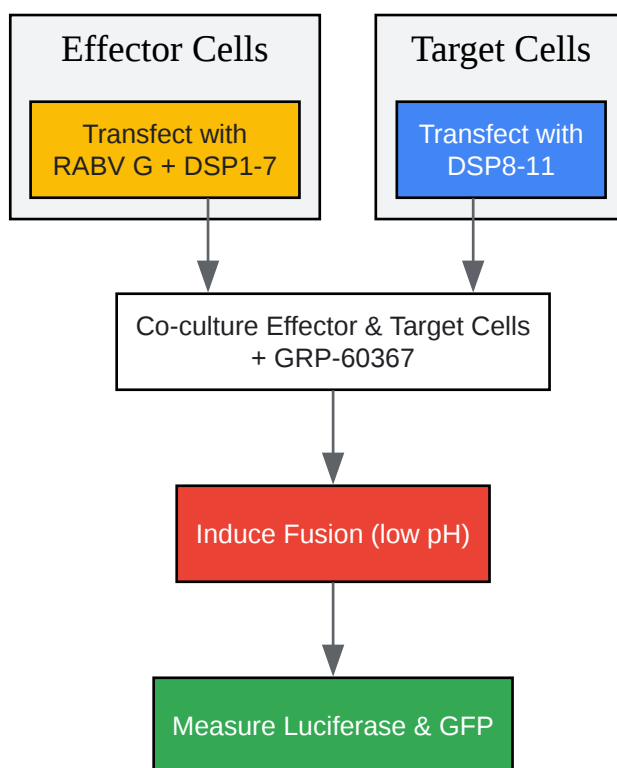 Effector Cells
Target Cells
Transfect with
RABV G + DSP1-7
Transfect with
DSP8-11
Co-culture Effector & Target Cells
+ GRP-60367
Induce Fusion (low pH)
Measure Luciferase & GFP